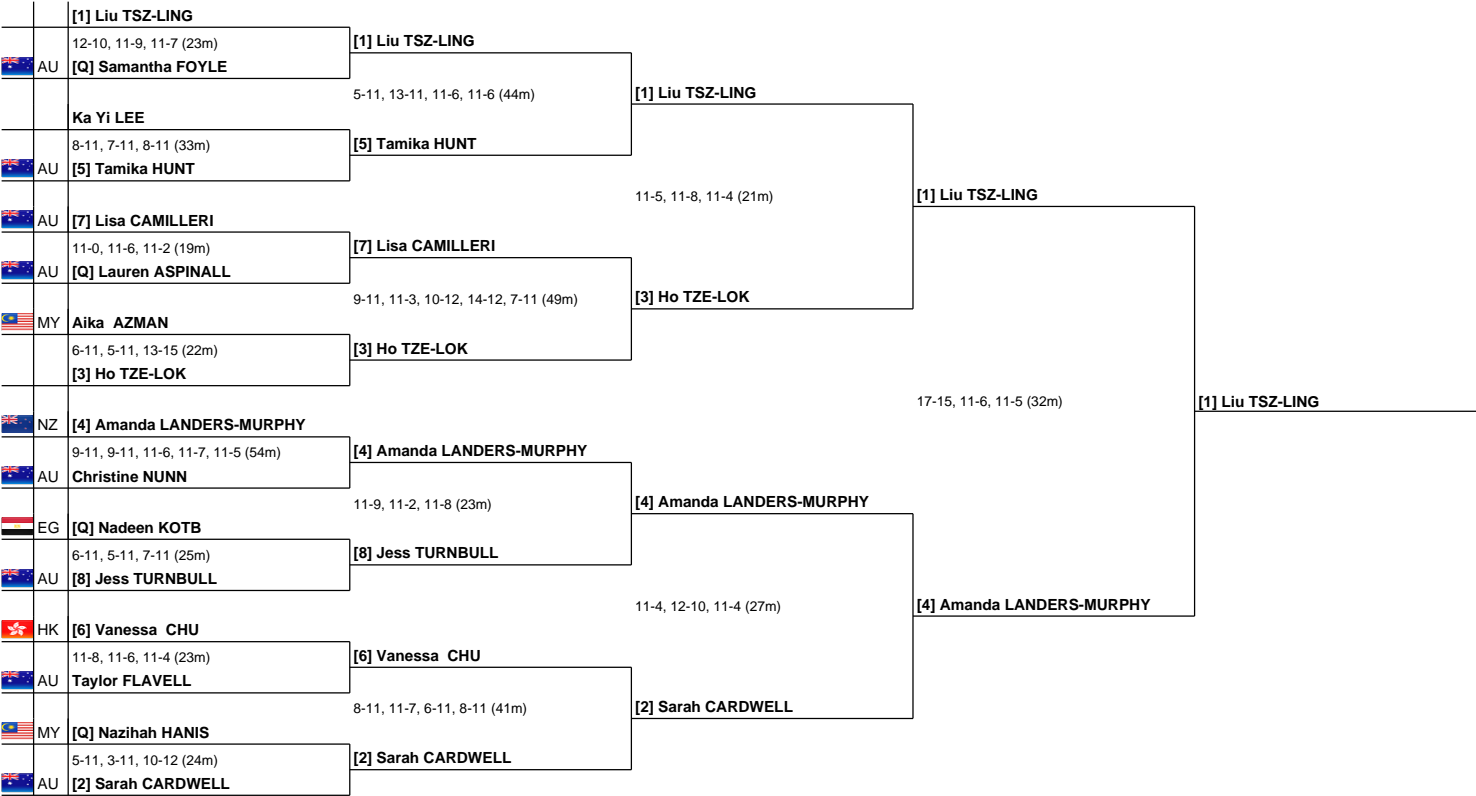 [1] Liu TSZ-LING
12-10, 11-9, 11-7 (23m)
AU [Q] Samantha FOYLE
Ka Yi LEE
8-11, 7-11, 8-11 (33m)
AU [5] Tamika HUNT
AU [7] Lisa CAMILLERI
11-0, 11-6, 11-2 (19m)
AU [Q] Lauren ASPINALL
MY Aika AZMAN
6-11, 5-11, 13-15 (22m)
[3] Ho TZE-LOK
NZ [4] Amanda LANDERS-MURPHY
9-11, 9-11, 11-6, 11-7, 11-5 (54m)
AU Christine NUNN
EG [Q] Nadeen KOTB
6-11, 5-11, 7-11 (25m)
AU [8] Jess TURNBULL
HK [6] Vanessa CHU
11-8, 11-6, 11-4 (23m)
AU Taylor FLAVELL
MY [Q] Nazihah HANIS
5-11, 3-11, 10-12 (24m)
AU [2] Sarah CARDWELL
[1] Liu TSZ-LING
5-11, 13-11, 11-6, 11-6 (44m)
[5] Tamika HUNT
[7] Lisa CAMILLERI
9-11, 11-3, 10-12, 14-12, 7-11 (49m)
[3] Ho TZE-LOK
[4] Amanda LANDERS-MURPHY
11-9, 11-2, 11-8 (23m)
[8] Jess TURNBULL
[6] Vanessa CHU
8-11, 11-7, 6-11, 8-11 (41m)
[2] Sarah CARDWELL
[1] Liu TSZ-LING
11-5, 11-8, 11-4 (21m)
[3] Ho TZE-LOK
[4] Amanda LANDERS-MURPHY
11-4, 12-10, 11-4 (27m)
[2] Sarah CARDWELL
[1] Liu TSZ-LING
17-15, 11-6, 11-5 (32m)
[4] Amanda LANDERS-MURPHY
[1] Liu TSZ-LING